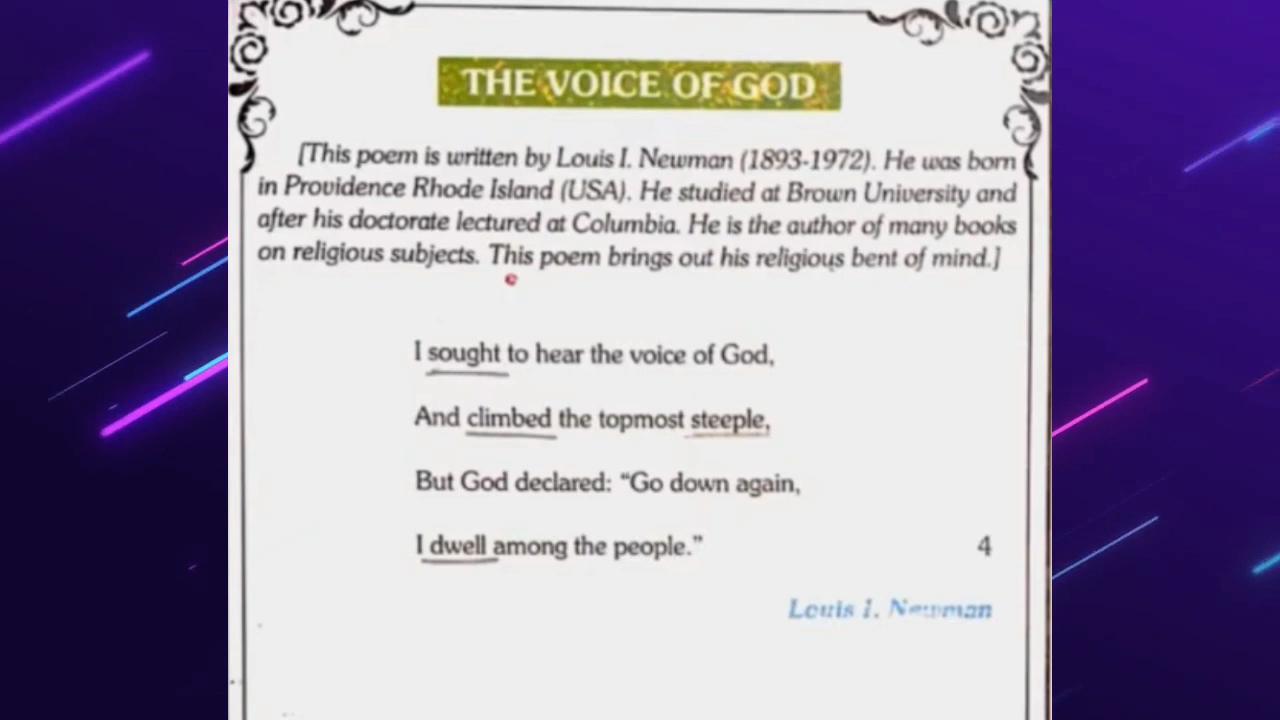 THE VOICE OF GOD
[This poem is written by Louis I. Newman (1893-1972). He was born
in Providence Rhode Island (USA). He studied at Brown University and
after his doctorate lectured at Columbia. He is the author of many books
on religious subjects. This poem brings out his religious bent of mind.]
I sought to hear the voice of God,
And climbed the topmost steeple,
But God declared: “Go down again,
I dwell among the people.” 4
Louis I. Newman